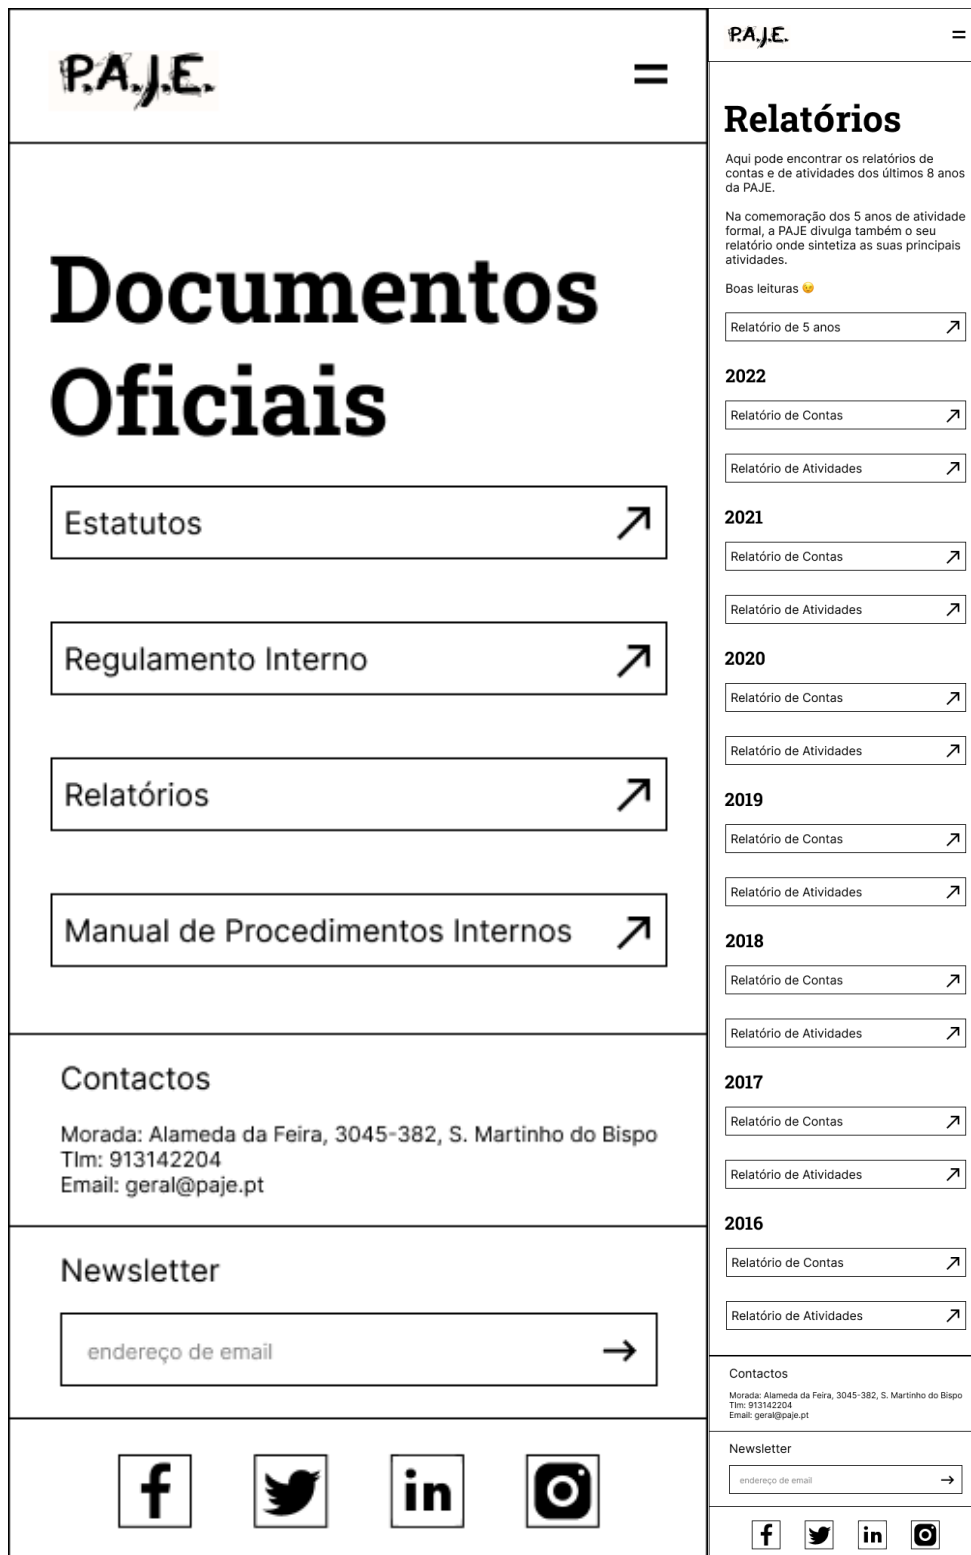 P.A.J.E.
Documentos
Oficiais
Estatutos
Regulamento Interno
Relatórios
Manual de Procedimentos Internos
Contactos
Morada: Alameda da Feira, 3045-382, S. Martinho do Bispo
Tlm: 913142204
Email: geral@paje.pt
Newsletter
endereço de email
P.A.J.E.
Relatórios
Aqui pode encontrar os relatórios de
contas e de atividades dos últimos 8 anos
da PAJE.
Na comemoração dos 5 anos de atividade
formal, a PAJE divulga também o seu
relatório onde sintetiza as suas principais
atividades.
Boas leituras 😉
Relatório de 5 anos
2022
Relatório de Contas
Relatório de Atividades
2021
Relatório de Contas
Relatório de Atividades
2020
Relatório de Contas
Relatório de Atividades
2019
Relatório de Contas
Relatório de Atividades
2018
Relatório de Contas
Relatório de Atividades
2017
Relatório de Contas
Relatório de Atividades
2016
Relatório de Contas
Relatório de Atividades
Contactos
Morada: Alameda da Feira, 3045-382, S. Martinho do Bispo
Tlm: 913142204
Email: geral@paje.pt
Newsletter
endereço de email